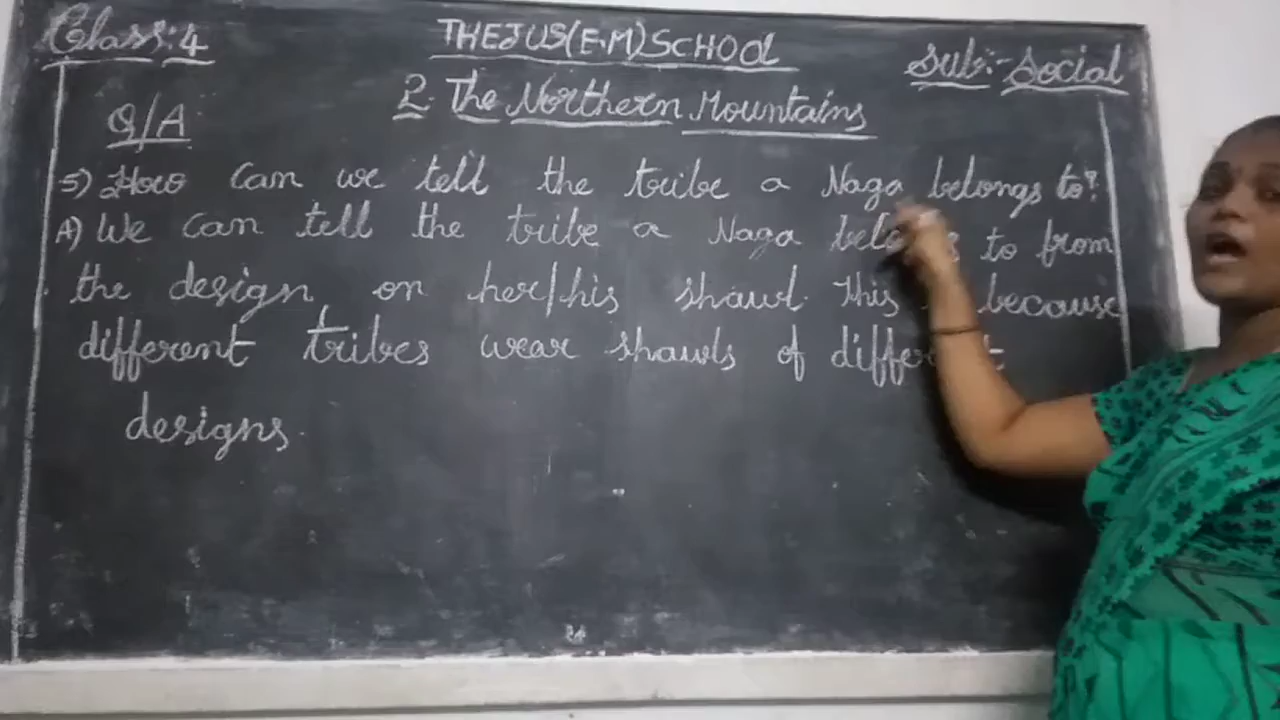 Class:4
THEJUS(E.M)SCHOOL
Sub:-Social
2. The Northern Mountains
Q/A
5) How can we tell the tribe a Naga belongs to?
A) We can tell the tribe a Naga to from
the design on her/his shawl. This because
different tribes wear shawls of different
designs.